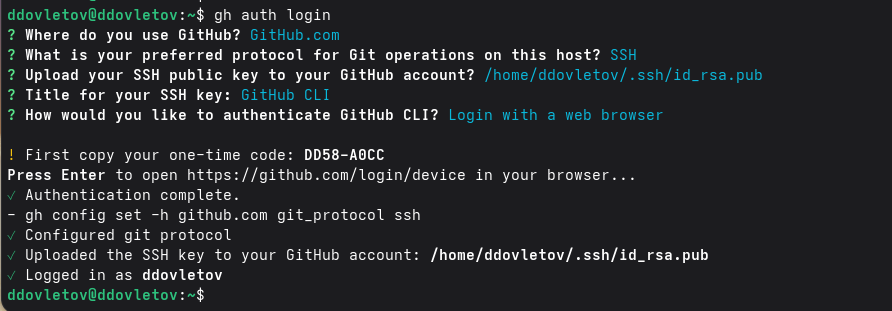 ddovletov@ddovletov:~$ gh auth login
? Where do you use GitHub? GitHub.com
? What is your preferred protocol for Git operations on this host? SSH
? Upload your SSH public key to your GitHub account? /home/ddovletov/.ssh/id_rsa.pub
? Title for your SSH key: GitHub CLI
? How would you like to authenticate GitHub CLI? Login with a web browser
! First copy your one-time code: DD58-A0CC
Press Enter to open https://github.com/login/device in your browser...
✓ Authentication complete.
- gh config set -h github.com git_protocol ssh
✓ Configured git protocol
✓ Uploaded the SSH key to your GitHub account: /home/ddovletov/.ssh/id_rsa.pub
✓ Logged in as ddovletov
ddovletov@ddovletov:~$